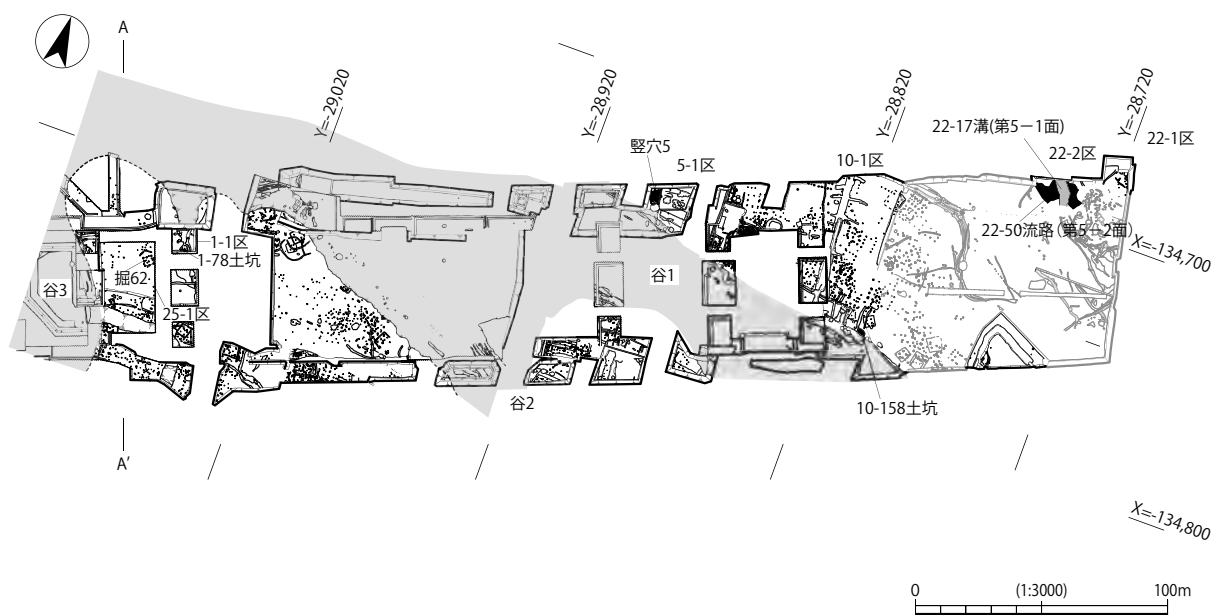 A
Y=-29,020
Y=-28,920
Y=-28,820
Y=-28,720
22-17溝(第5－1面)
22-1区
22-2区
竪穴5
5-1区
10-1区
22-50流路（第5－2面）
X=-134,700
1-1区
1-78土坑
掘62
谷3
25-1区
谷1
谷2
10-158土坑
A'
X=-134,800
0 (1:3000) 100m